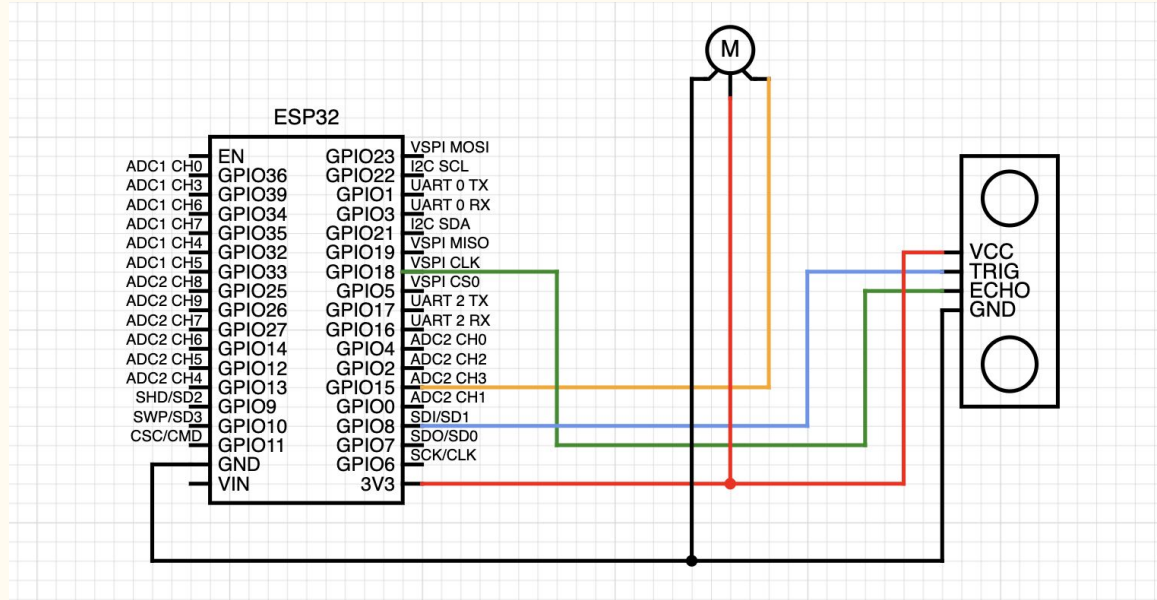 M
ESP32
EN GPIO23 VSPI MOSI
ADC1 CH0 GPIO36 GPIO22 I2C SCL
ADC1 CH3 GPIO39 GPIO1 UART 0 TX
ADC1 CH6 GPIO34 GPIO3 UART 0 RX
ADC1 CH7 GPIO35 GPIO21 I2C SDA
ADC1 CH4 GPIO32 GPIO19 VSPI MISO
ADC1 CH5 GPIO33 GPIO18 VSPI CLK
ADC2 CH8 GPIO25 GPIO5 VSPI CS0
ADC2 CH9 GPIO26 GPIO17 UART 2 TX
ADC2 CH7 GPIO27 GPIO16 UART 2 RX
ADC2 CH6 GPIO14 GPIO4 ADC2 CH0
ADC2 CH5 GPIO12 GPIO2 ADC2 CH2
ADC2 CH4 GPIO13 GPIO15 ADC2 CH3
SHD/SD2 GPIO9 GPIO0 ADC2 CH1
SWP/SD3 GPIO10 GPIO8 SDI/SD1
CSC/CMD GPIO11 GPIO7 SDO/SD0
GND GPIO6 SCK/CLK
VIN 3V3
VCC
TRIG
ECHO
GND